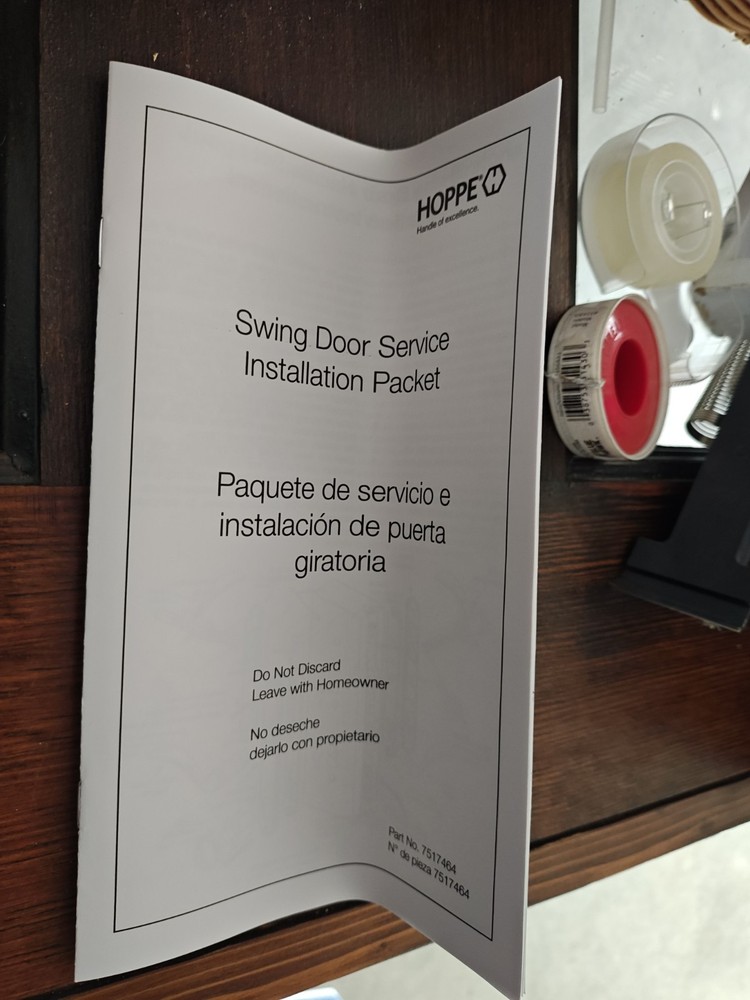 HOPPE®
Handle of excellence.
Swing Door Service
Installation Packet
Paquete de servicio e
instalación de puerta
giratoria
Do Not Discard
Leave with Homeowner
No deseche
dejarlo con propietario
Part No. 7517464
N° de pieza 7517464